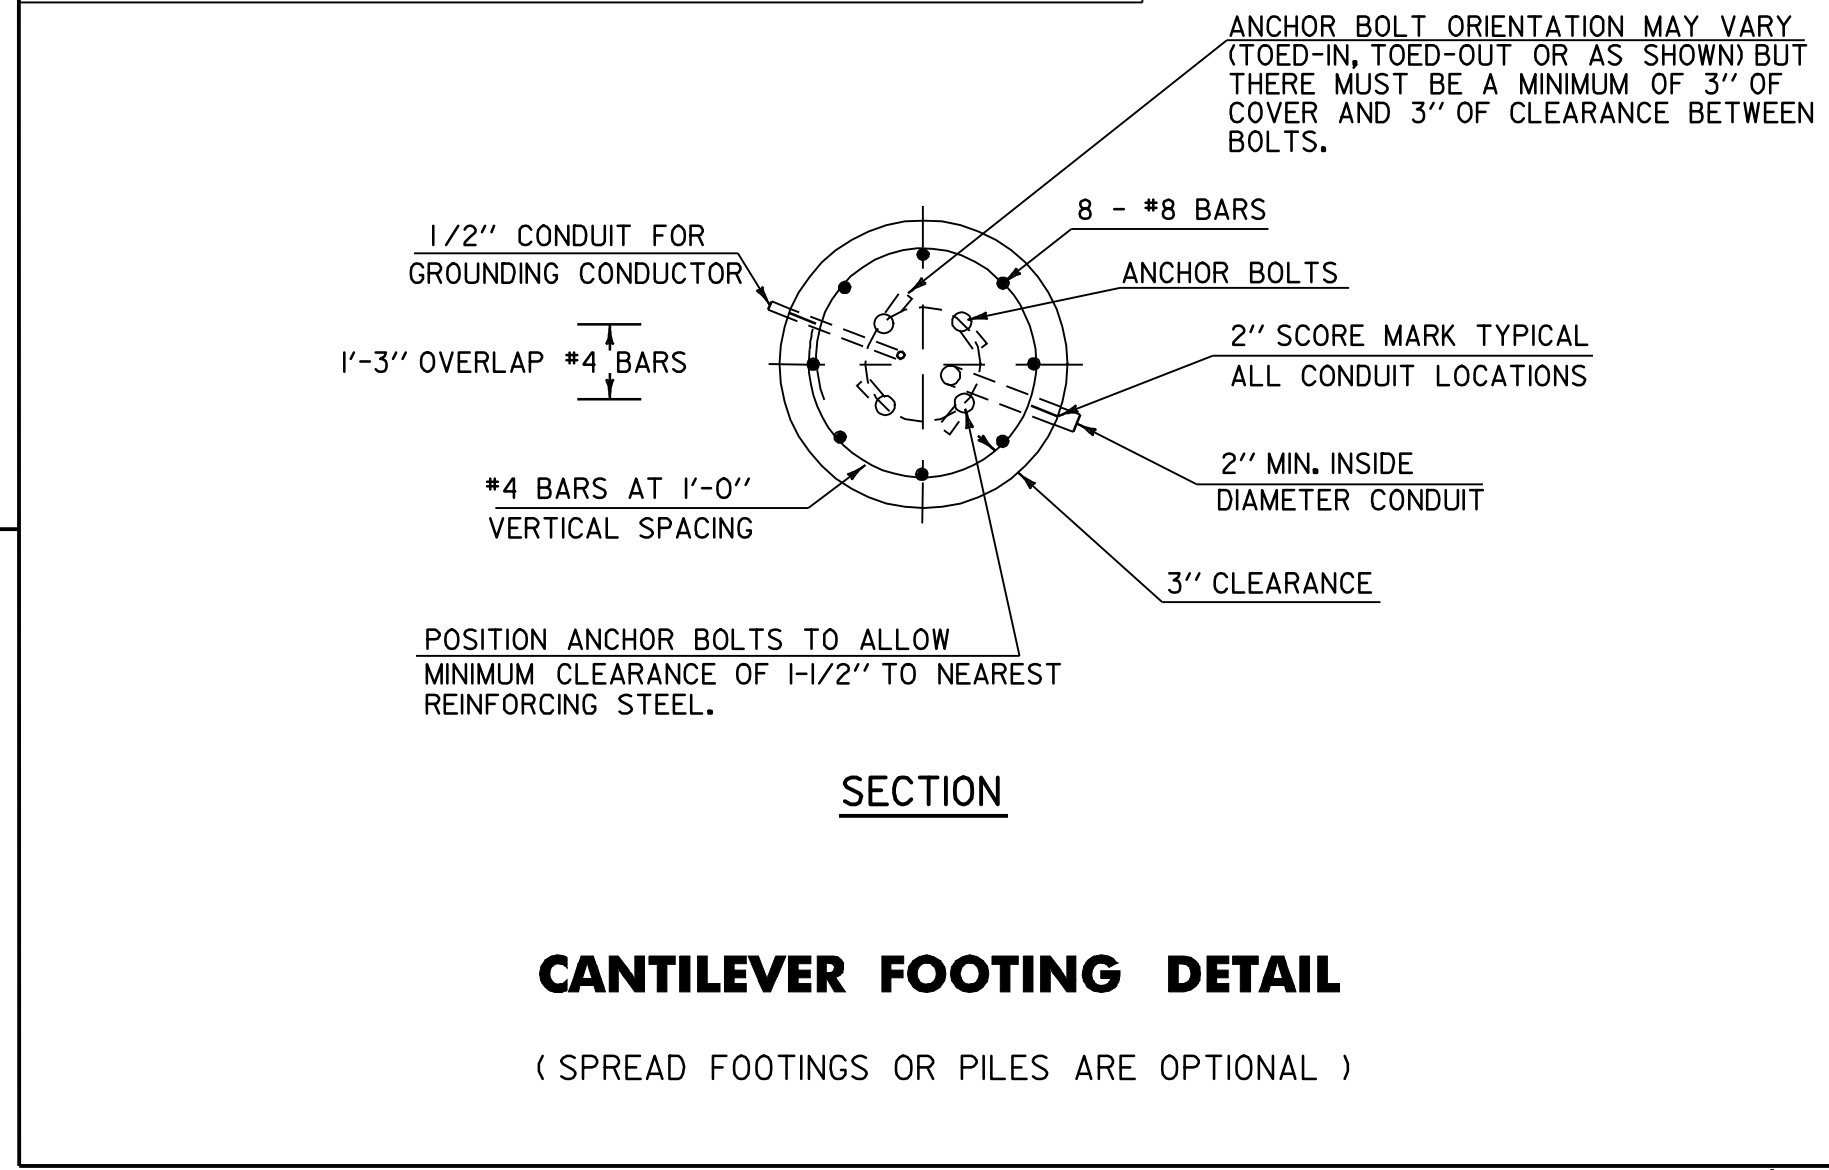 ANCHOR BOLT ORIENTATION MAY VARY
(TOED-IN, TOED-OUT OR AS SHOWN) BUT
THERE MUST BE A MINIMUM OF 3" OF
COVER AND 3" OF CLEARANCE BETWEEN
BOLTS.
8 - #8 BARS
1/2" CONDUIT FOR
GROUNDING CONDUCTOR
ANCHOR BOLTS
2" SCORE MARK TYPICAL
ALL CONDUIT LOCATIONS
1'-3" OVERLAP #4 BARS
2" MIN. INSIDE
DIAMETER CONDUIT
#4 BARS AT 1'-0"
VERTICAL SPACING
3" CLEARANCE
POSITION ANCHOR BOLTS TO ALLOW
MINIMUM CLEARANCE OF 1-1/2" TO NEAREST
REINFORCING STEEL.
SECTION
CANTILEVER FOOTING DETAIL
( SPREAD FOOTINGS OR PILES ARE OPTIONAL )